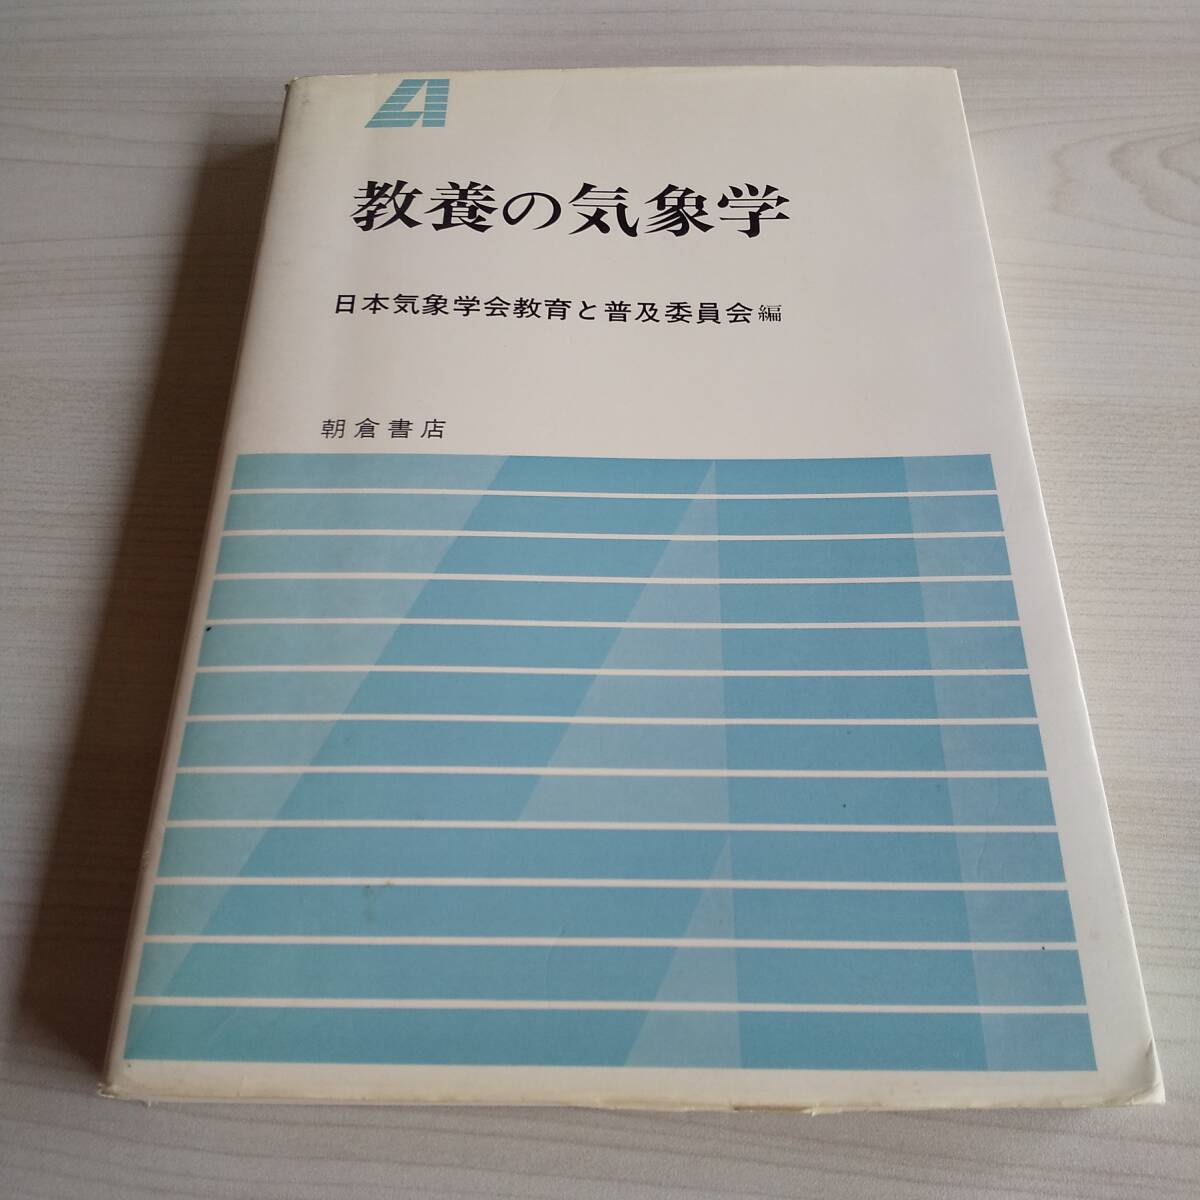 教養の気象学
日本気象学会教育と普及委員会編
朝倉書店